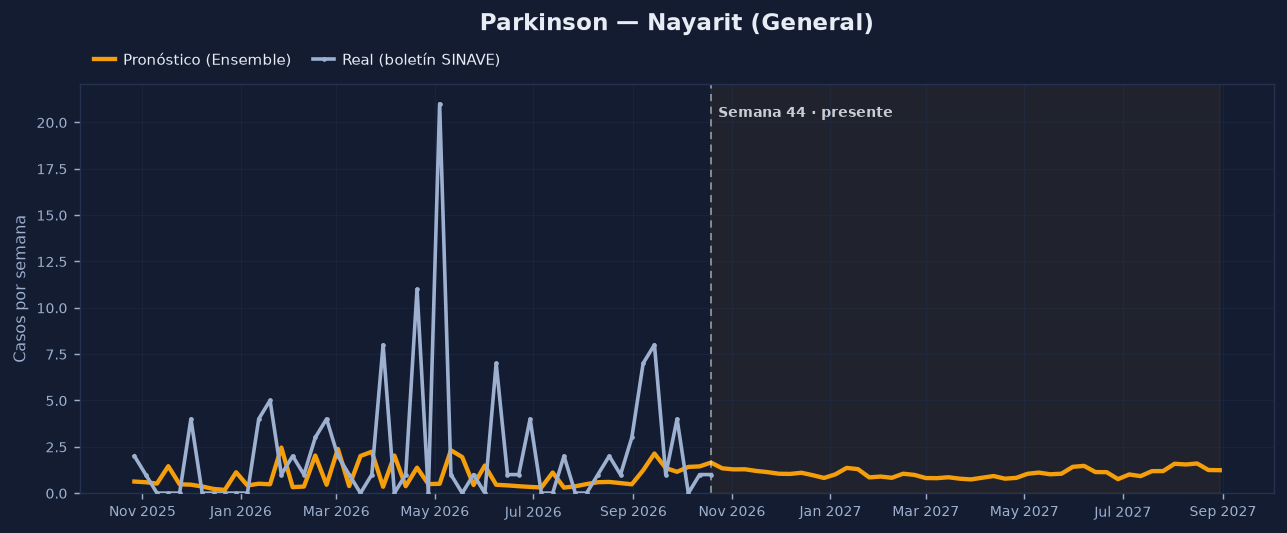 Parkinson — Nayarit (General)
Pronóstico (Ensemble)
Real (boletín SINAVE)
Semana 44 · presente
Casos por semana
20.0
17.5
15.0
12.5
10.0
7.5
5.0
2.5
0.0
Nov 2025 Jan 2026 Mar 2026 May 2026 Jul 2026 Sep 2026 Nov 2026 Jan 2027 Mar 2027 May 2027 Jul 2027 Sep 2027